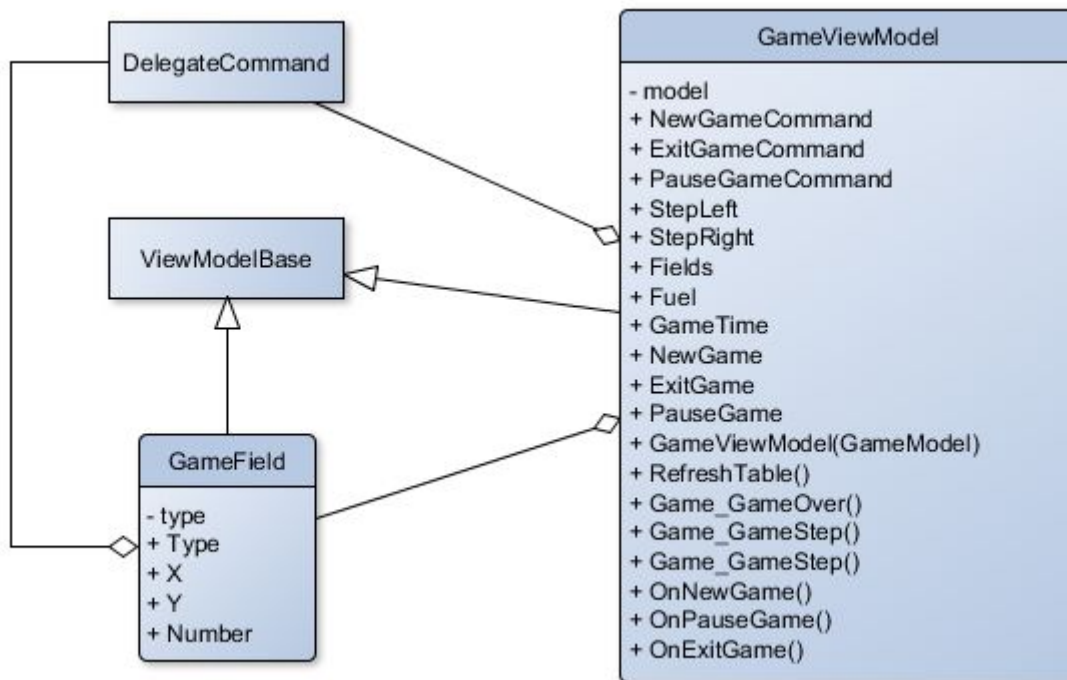 DelegateCommand
ViewModelBase
GameField
- type
+ Type
+ X
+ Y
+ Number
GameViewModel
- model
+ NewGameCommand
+ ExitGameCommand
+ PauseGameCommand
+ StepLeft
+ StepRight
+ Fields
+ Fuel
+ GameTime
+ NewGame
+ ExitGame
+ PauseGame
+ GameViewModel(GameModel)
+ RefreshTable()
+ Game_GameOver()
+ Game_GameStep()
+ Game_GameStep()
+ OnNewGame()
+ OnPauseGame()
+ OnExitGame()